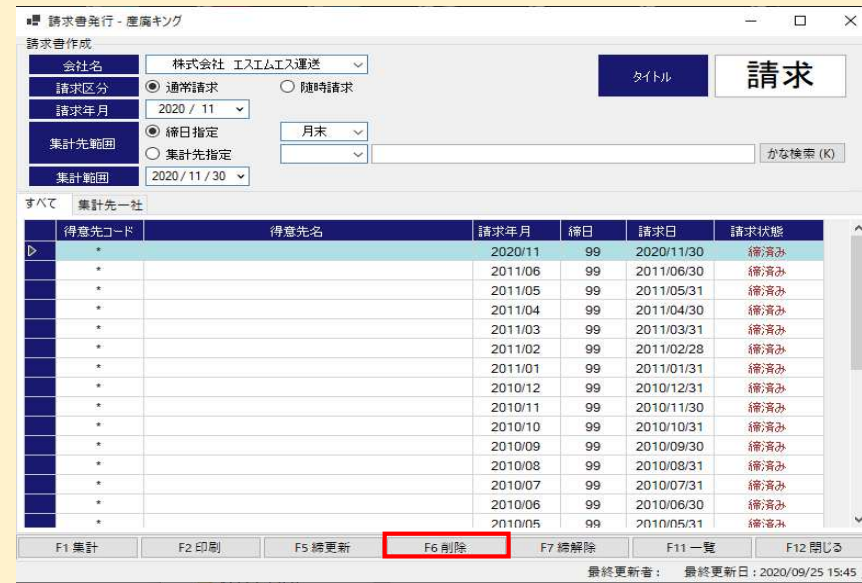 請求書発行 - 産廃キング
請求書作成
会社名 株式会社 エスエムエス運送
タイトル 請求
請求区分 通常請求 随時請求
請求年月 2020 / 11
集計先範囲 締日指定 月末
集計先指定 かな検索 (K)
集計範囲 2020 / 11 / 30
すべて 集計先一社
得意先コード 得意先名 請求年月 締日 請求日 請求状態
* 2020/11 99 2020/11/30 締済み
* 2011/06 99 2011/06/30 締済み
* 2011/05 99 2011/05/31 締済み
* 2011/04 99 2011/04/30 締済み
* 2011/03 99 2011/03/31 締済み
* 2011/02 99 2011/02/28 締済み
* 2011/01 99 2011/01/31 締済み
* 2010/12 99 2010/12/31 締済み
* 2010/11 99 2010/11/30 締済み
* 2010/10 99 2010/10/31 締済み
* 2010/09 99 2010/09/30 締済み
* 2010/08 99 2010/08/31 締済み
* 2010/07 99 2010/07/31 締済み
* 2010/06 99 2010/06/30 締済み
* 2010/05 99 2010/05/31 締済み
F1 集計 F2 印刷 F5 締更新 F6 削除 F7 締解除 F11 一覧 F12 閉じる
最終更新者 : 最終更新日 : 2020/09/25 15:45